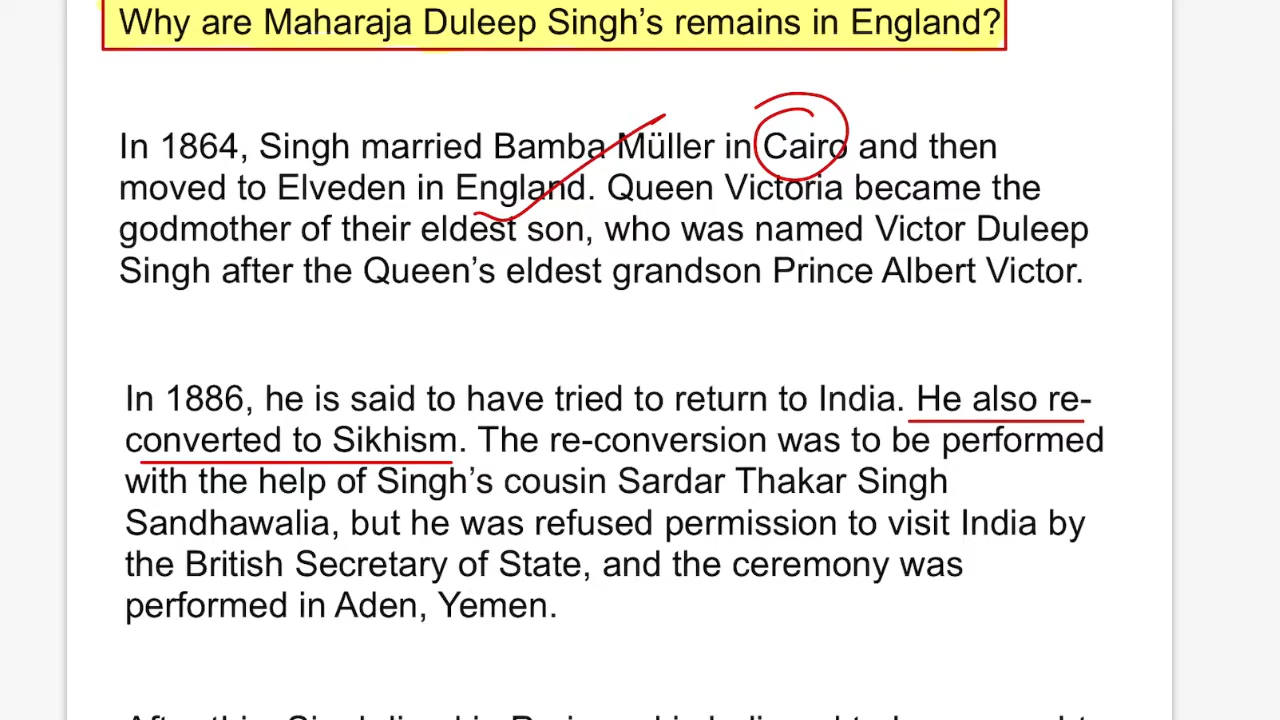 Why are Maharaja Duleep Singh's remains in England?
In 1864, Singh married Bamba Müller in Cairo and then
moved to Elveden in England. Queen Victoria became the
godmother of their eldest son, who was named Victor Duleep
Singh after the Queen's eldest grandson Prince Albert Victor.
In 1886, he is said to have tried to return to India. He also re-
converted to Sikhism. The re-conversion was to be performed
with the help of Singh's cousin Sardar Thakar Singh
Sandhawalia, but he was refused permission to visit India by
the British Secretary of State, and the ceremony was
performed in Aden, Yemen.